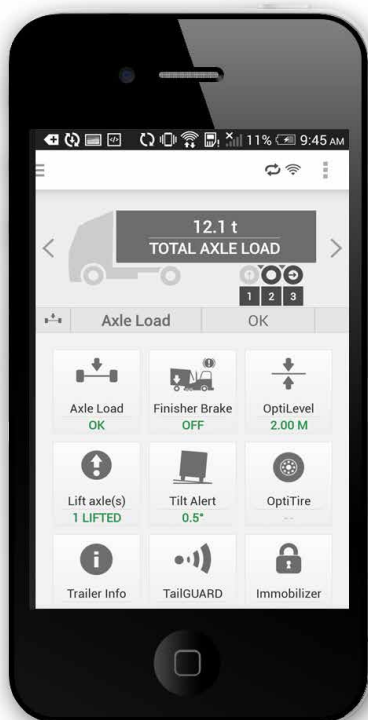 11% 9:45 AM
12.1 t
TOTAL AXLE LOAD
1 2 3
Axle Load OK
Axle Load Finisher Brake OptiLevel
OK OFF 2.00 M
Lift axle(s) Tilt Alert OptiTire
1 LIFTED 0.5° --
Trailer Info TailGUARD Immobilizer